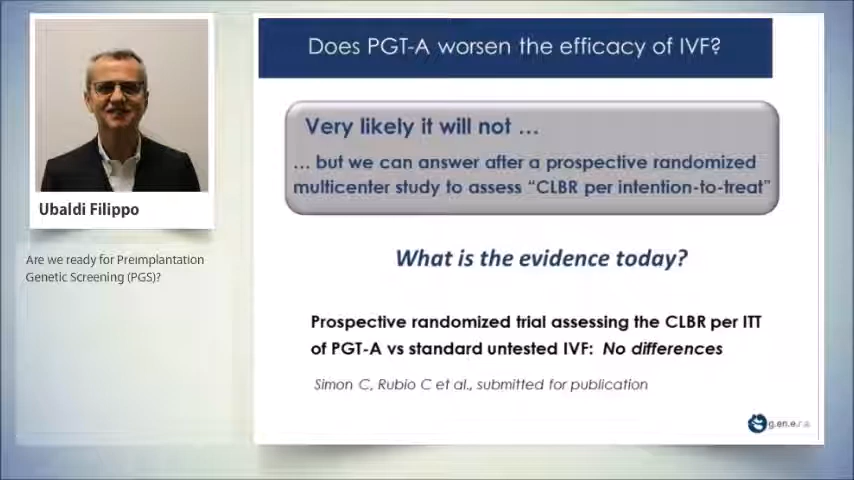 Does PGT-A worsen the efficacy of IVF?
Very likely it will not ...
... but we can answer after a prospective randomized
multicenter study to assess “CLBR per intention-to-treat”
Ubaldi Filippo
Are we ready for Preimplantation
Genetic Screening (PGS)?
What is the evidence today?
Prospective randomized trial assessing the CLBR per ITT
of PGT-A vs standard untested IVF: No differences
Simon C, Rubio C et al., submitted for publication
g.en.e.r.a